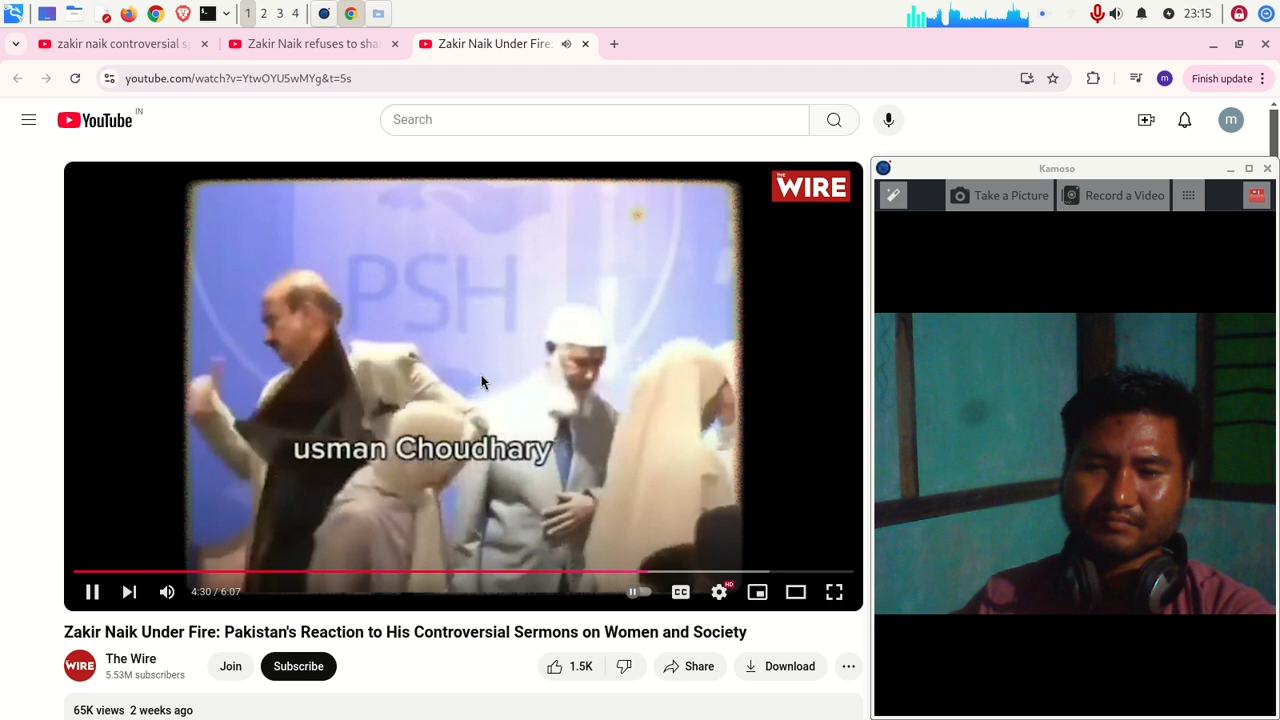 1 2 3 4
23:15
zakir naik controversial s
Zakir Naik refuses to sha
Zakir Naik Under Fire:
youtube.com/watch?v=YtwOYU5wMYg&t=5s
m
Finish update
YouTube IN
Search
m
THE WIRE
PSH
usman Choudhary
4:30 / 6:07
CC
HD
Kamoso
Take a Picture
Record a Video
Zakir Naik Under Fire: Pakistan's Reaction to His Controversial Sermons on Women and Society
WIRE
The Wire
5.53M subscribers
Join
Subscribe
1.5K
Share
Download
65K views 2 weeks ago